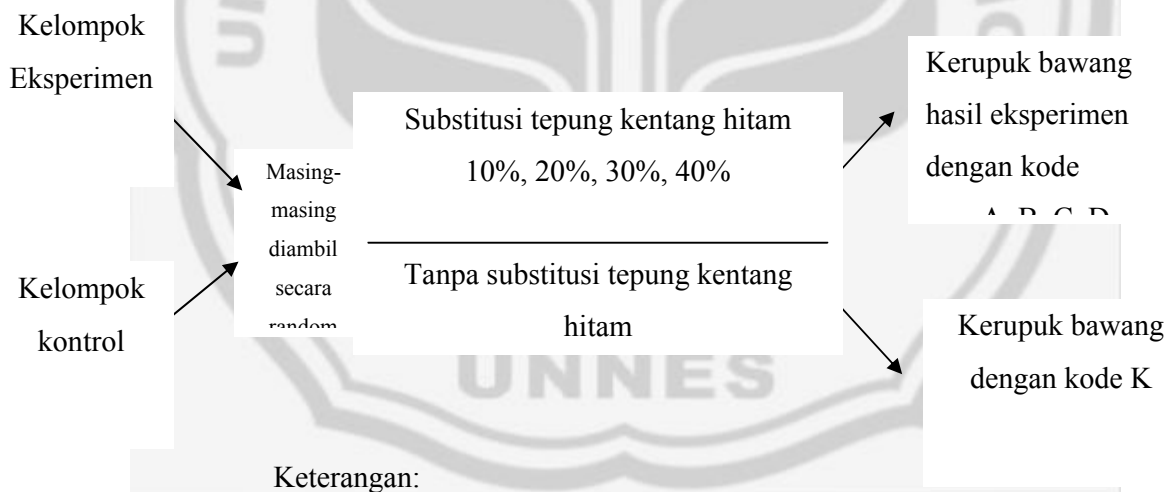 Kelompok
Eksperimen
Masing-
masing
diambil
secara
random
Kelompok
kontrol
Substitusi tepung kentang hitam
10%, 20%, 30%, 40%
Tanpa substitusi tepung kentang
hitam
Kerupuk bawang
hasil eksperimen
dengan kode
A, B, C, D
Kerupuk bawang
dengan kode K
UNNES
Keterangan: